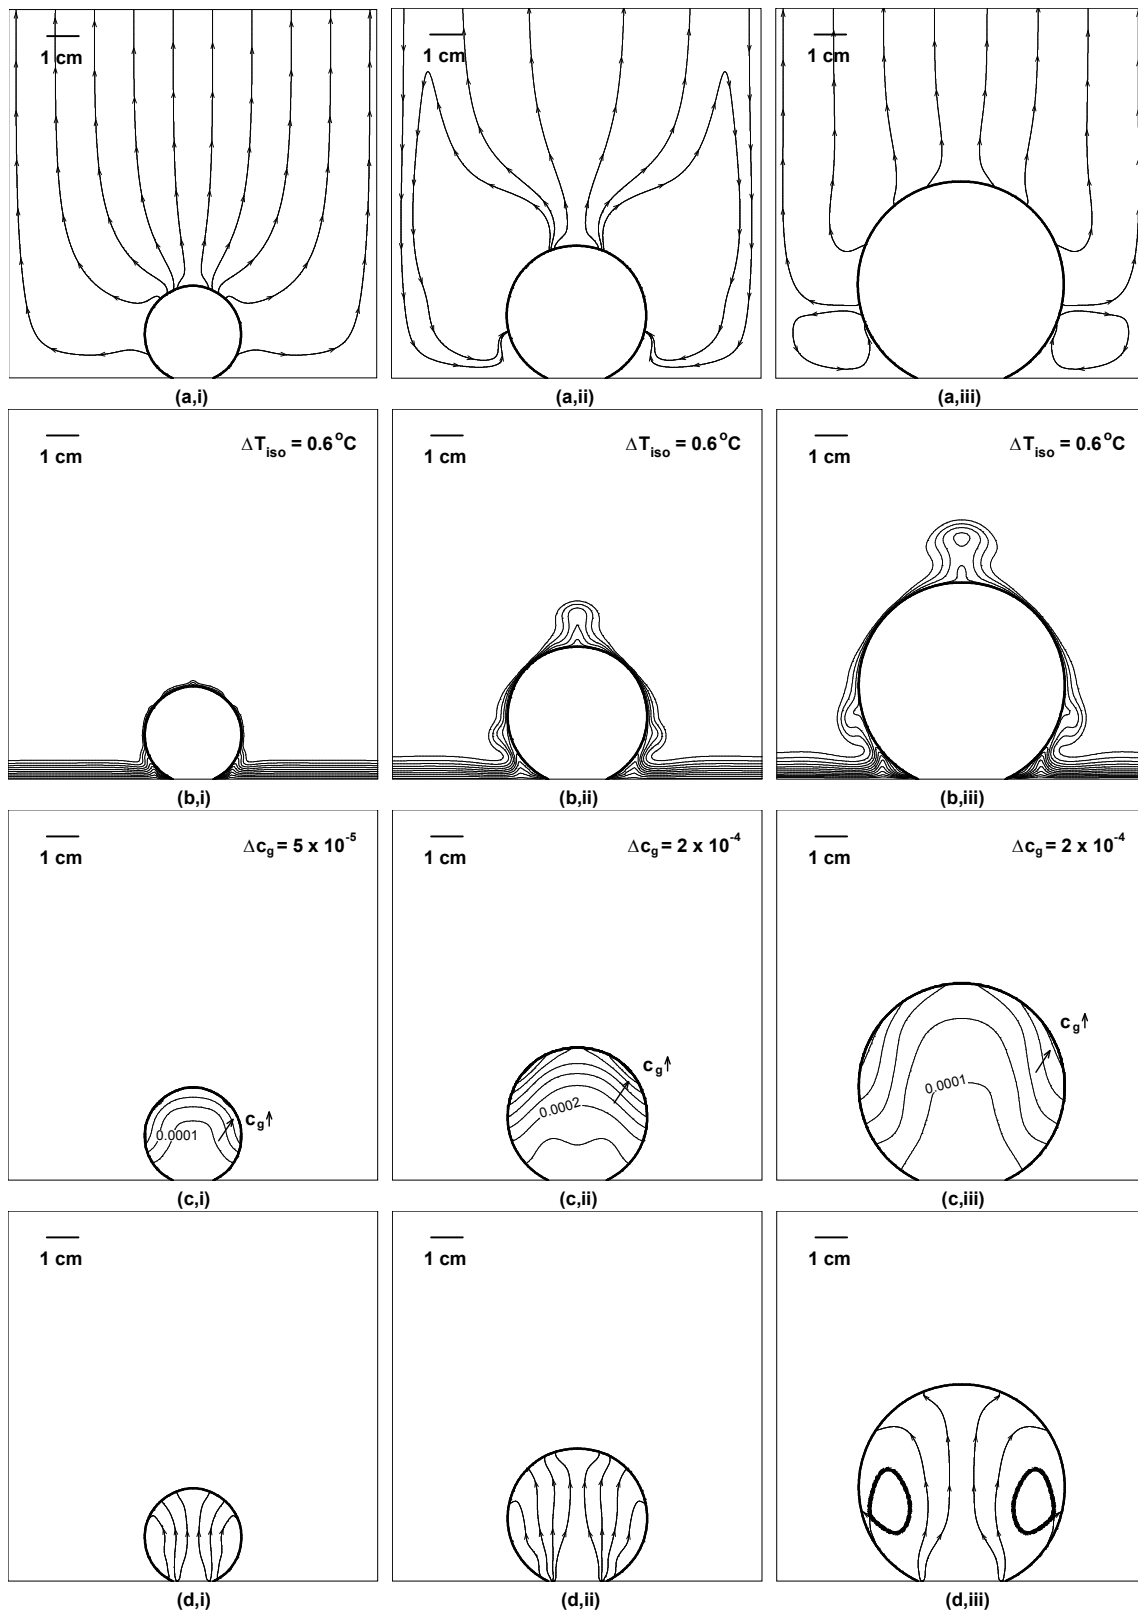 1 cm 1 cm 1 cm
(a,i) (a,ii) (a,iii)
1 cm ΔT_iso = 0.6°C 1 cm ΔT_iso = 0.6°C 1 cm ΔT_iso = 0.6°C
(b,i) (b,ii) (b,iii)
1 cm Δc_g = 5 x 10^-5 1 cm Δc_g = 2 x 10^-4 1 cm Δc_g = 2 x 10^-4
0.0001 c_g↑ 0.0002 c_g↑ 0.0001 c_g↑
(c,i) (c,ii) (c,iii)
1 cm 1 cm 1 cm
(d,i) (d,ii) (d,iii)